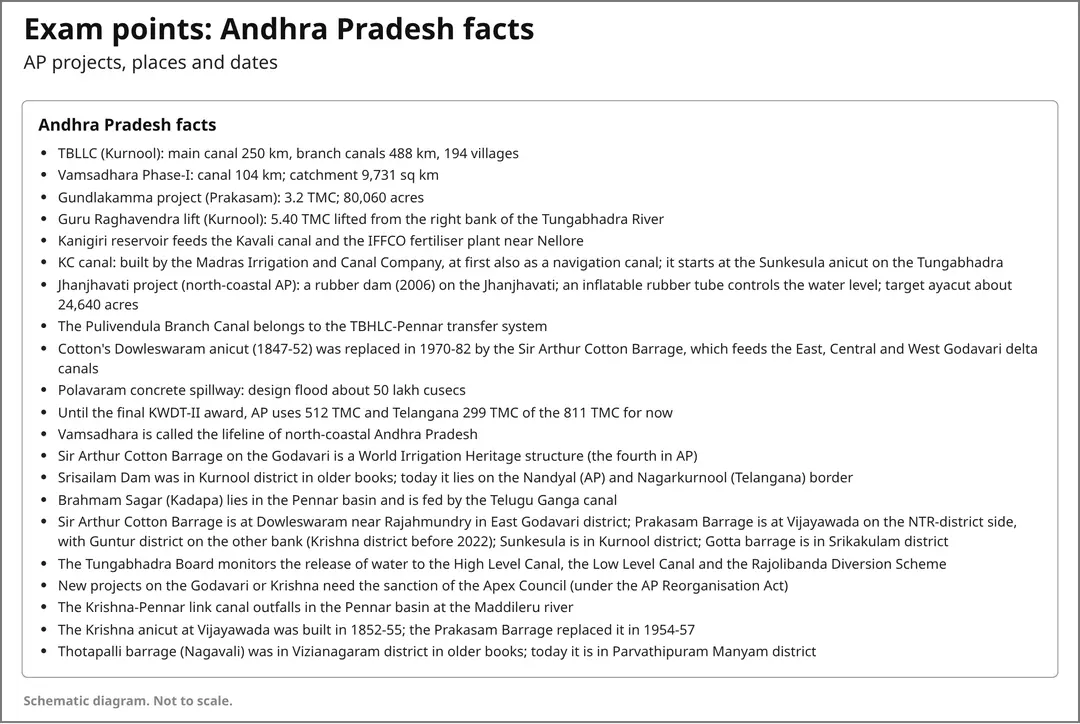 Exam points: Andhra Pradesh facts
AP projects, places and dates
Andhra Pradesh facts
• TBLLC (Kurnool): main canal 250 km, branch canals 488 km, 194 villages
• Vamsadhara Phase-I: canal 104 km; catchment 9,731 sq km
• Gundlakamma project (Prakasam): 3.2 TMC; 80,060 acres
• Guru Raghavendra lift (Kurnool): 5.40 TMC lifted from the right bank of the Tungabhadra River
• Kanigiri reservoir feeds the Kavali canal and the IFFCO fertiliser plant near Nellore
• KC canal: built by the Madras Irrigation and Canal Company, at first also as a navigation canal; it starts at the Sunkesula anicut on the Tungabhadra
• Jhanjhavati project (north-coastal AP): a rubber dam (2006) on the Jhanjhavati; an inflatable rubber tube controls the water level; target ayacut about
24,640 acres
• The Pulivendula Branch Canal belongs to the TBHLC-Pennar transfer system
• Cotton's Dowleswaram anicut (1847-52) was replaced in 1970-82 by the Sir Arthur Cotton Barrage, which feeds the East, Central and West Godavari delta
canals
• Polavaram concrete spillway: design flood about 50 lakh cusecs
• Until the final KWDT-II award, AP uses 512 TMC and Telangana 299 TMC of the 811 TMC for now
• Vamsadhara is called the lifeline of north-coastal Andhra Pradesh
• Sir Arthur Cotton Barrage on the Godavari is a World Irrigation Heritage structure (the fourth in AP)
• Srisailam Dam was in Kurnool district in older books; today it lies on the Nandyal (AP) and Nagarkurnool (Telangana) border
• Brahmam Sagar (Kadapa) lies in the Pennar basin and is fed by the Telugu Ganga canal
• Sir Arthur Cotton Barrage is at Dowleswaram near Rajahmundry in East Godavari district; Prakasam Barrage is at Vijayawada on the NTR-district side,
with Guntur district on the other bank (Krishna district before 2022); Sunkesula is in Kurnool district; Gotta barrage is in Srikakulam district
• The Tungabhadra Board monitors the release of water to the High Level Canal, the Low Level Canal and the Rajolibanda Diversion Scheme
• New projects on the Godavari or Krishna need the sanction of the Apex Council (under the AP Reorganisation Act)
• The Krishna-Pennar link canal outfalls in the Pennar basin at the Maddileru river
• The Krishna anicut at Vijayawada was built in 1852-55; the Prakasam Barrage replaced it in 1954-57
• Thotapalli barrage (Nagavali) was in Vizianagaram district in older books; today it is in Parvathipuram Manyam district
Schematic diagram. Not to scale.